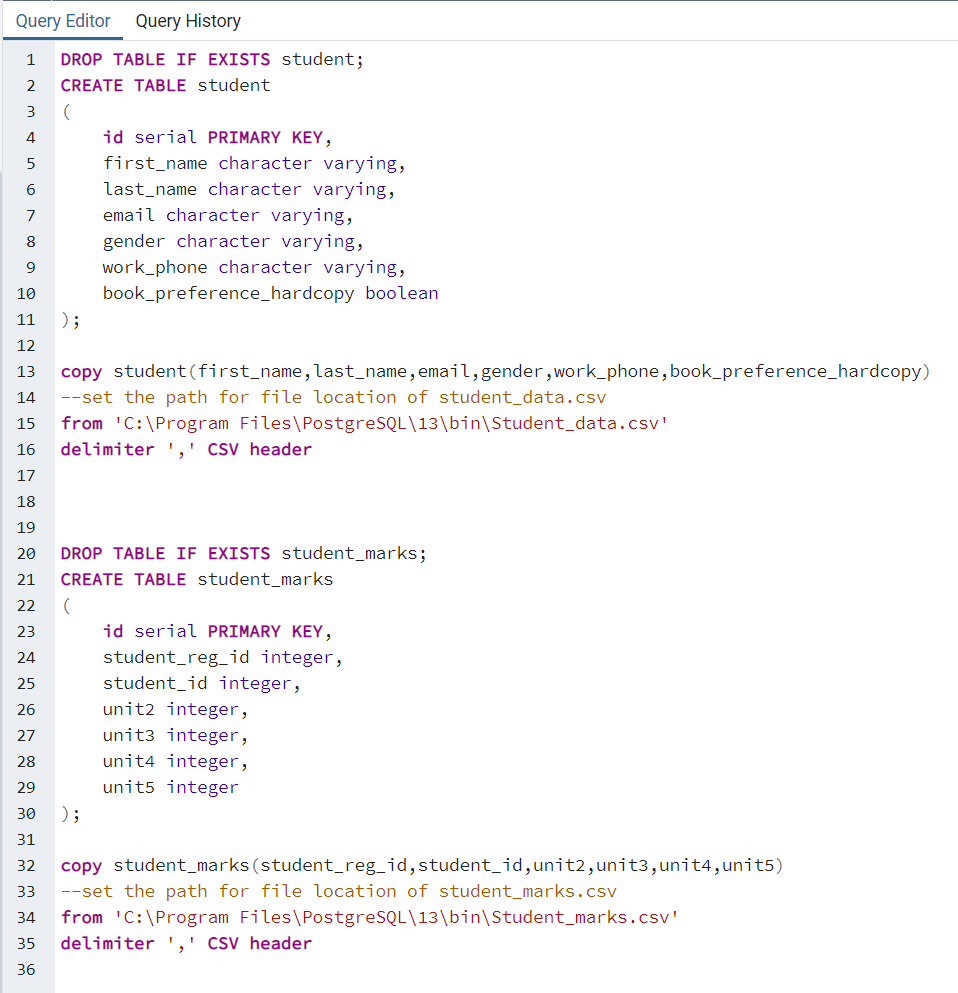 Query Editor Query History
1 DROP TABLE IF EXISTS student;
2 CREATE TABLE student
3 (
4 id serial PRIMARY KEY,
5 first_name character varying,
6 last_name character varying,
7 email character varying,
8 gender character varying,
9 work_phone character varying,
10 book_preference_hardcopy boolean
11 );
12
13 copy student(first_name,last_name,email,gender,work_phone,book_preference_hardcopy)
14 --set the path for file location of student_data.csv
15 from 'C:\Program Files\PostgreSQL\13\bin\Student_data.csv'
16 delimiter ',' CSV header
17
18
19
20 DROP TABLE IF EXISTS student_marks;
21 CREATE TABLE student_marks
22 (
23 id serial PRIMARY KEY,
24 student_reg_id integer,
25 student_id integer,
26 unit2 integer,
27 unit3 integer,
28 unit4 integer,
29 unit5 integer
30 );
31
32 copy student_marks(student_reg_id,student_id,unit2,unit3,unit4,unit5)
33 --set the path for file location of student_marks.csv
34 from 'C:\Program Files\PostgreSQL\13\bin\Student_marks.csv'
35 delimiter ',' CSV header
36